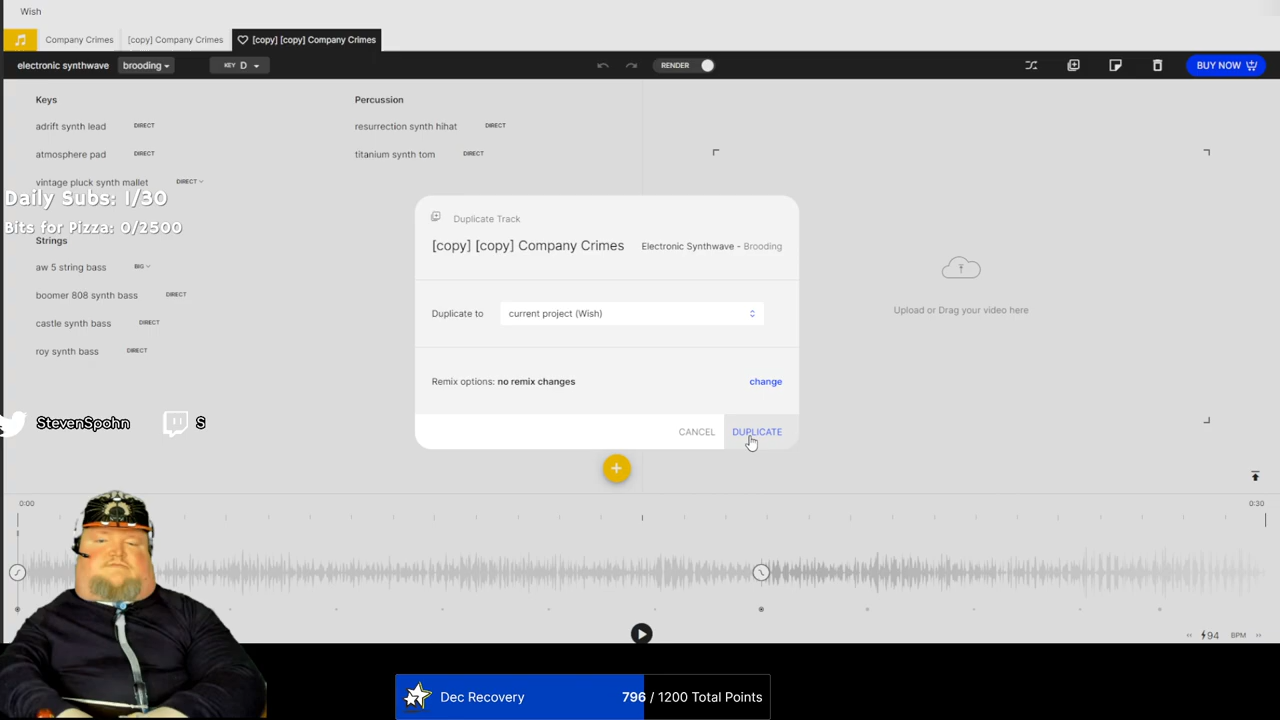 Wish
Company Crimes
[copy] Company Crimes
[copy] [copy] Company Crimes
electronic synthwave
brooding
KEY D
RENDER
BUY NOW
Keys
adrift synth lead DIRECT
atmosphere pad DIRECT
vintage pluck synth mallet DIRECT
Percussion
resurrection synth hihat DIRECT
titanium synth tom DIRECT
Daily Subs: 1/30
Bits for Pizza: 0/2500
Strings
aw 5 string bass BIG
boomer 808 synth bass DIRECT
castle synth bass DIRECT
roy synth bass DIRECT
Duplicate Track
[copy] [copy] Company Crimes Electronic Synthwave - Brooding
Duplicate to current project (Wish)
Remix options: no remix changes change
CANCEL DUPLICATE
Upload or Drag your video here
StevenSpohn S
0:00 0:30
94 BPM
Dec Recovery 796 / 1200 Total Points